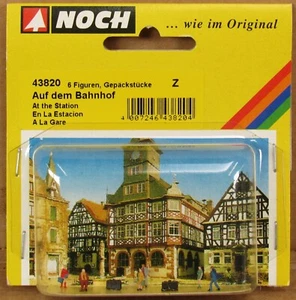 NOCH
... wie im Original
43820 6 Figuren, Gepäckstücke Z
Auf dem Bahnhof
At the Station
En La Estacion
A La Gare
4 007246 438204